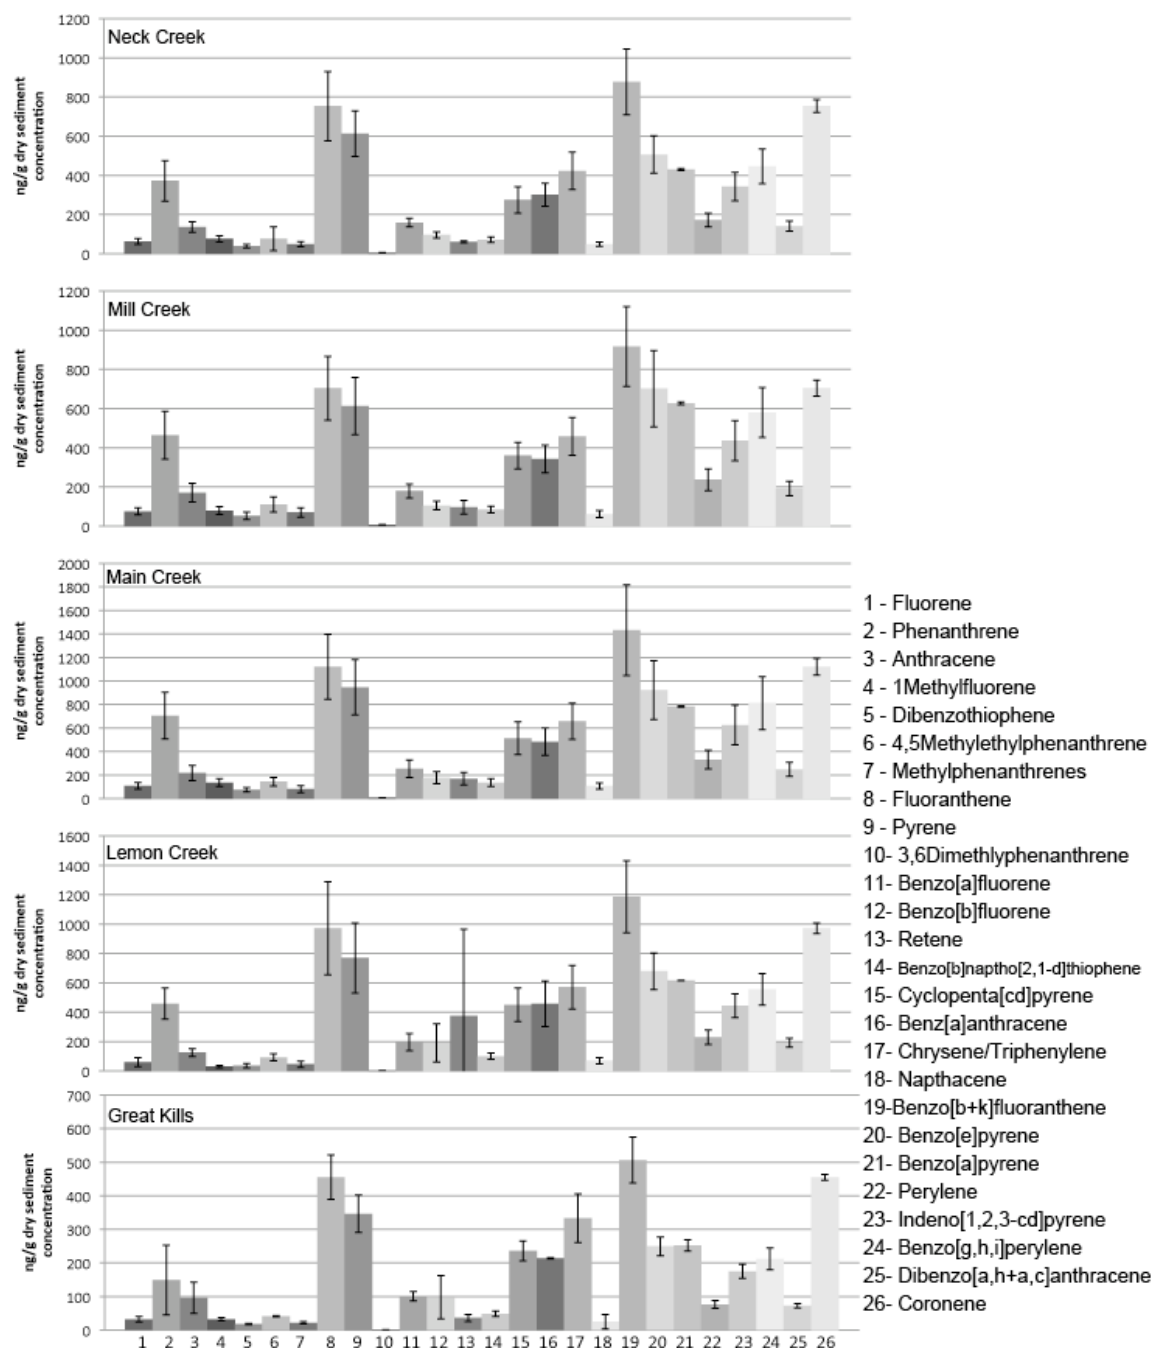 Neck Creek
1200
1000
800
600
400
200
0
ng/g dry sediment
concentration
Mill Creek
1200
1000
800
600
400
200
0
ng/g dry sediment
concentration
Main Creek
2000
1800
1600
1400
1200
1000
800
600
400
200
0
ng/g dry sediment
concentration
Lemon Creek
1600
1400
1200
1000
800
600
400
200
0
ng/g dry sediment
concentration
Great Kills
700
600
500
400
300
200
100
0
ng/g dry sediment
concentration
1 2 3 4 5 6 7 8 9 10 11 12 13 14 15 16 17 18 19 20 21 22 23 24 25 26
1 - Fluorene
2 - Phenanthrene
3 - Anthracene
4 - 1Methylfluorene
5 - Dibenzothiophene
6 - 4,5Methylethylphenanthrene
7 - Methylphenanthrenes
8 - Fluoranthene
9 - Pyrene
10- 3,6Dimethlyphenanthrene
11- Benzo[a]fluorene
12- Benzo[b]fluorene
13- Retene
14- Benzo[b]naptho[2,1-d]thiophene
15- Cyclopenta[cd]pyrene
16- Benz[a]anthracene
17- Chrysene/Triphenylene
18- Napthacene
19-Benzo[b+k]fluoranthene
20- Benzo[e]pyrene
21- Benzo[a]pyrene
22- Perylene
23- Indeno[1,2,3-cd]pyrene
24- Benzo[g,h,i]perylene
25- Dibenzo[a,h+a,c]anthracene
26- Coronene